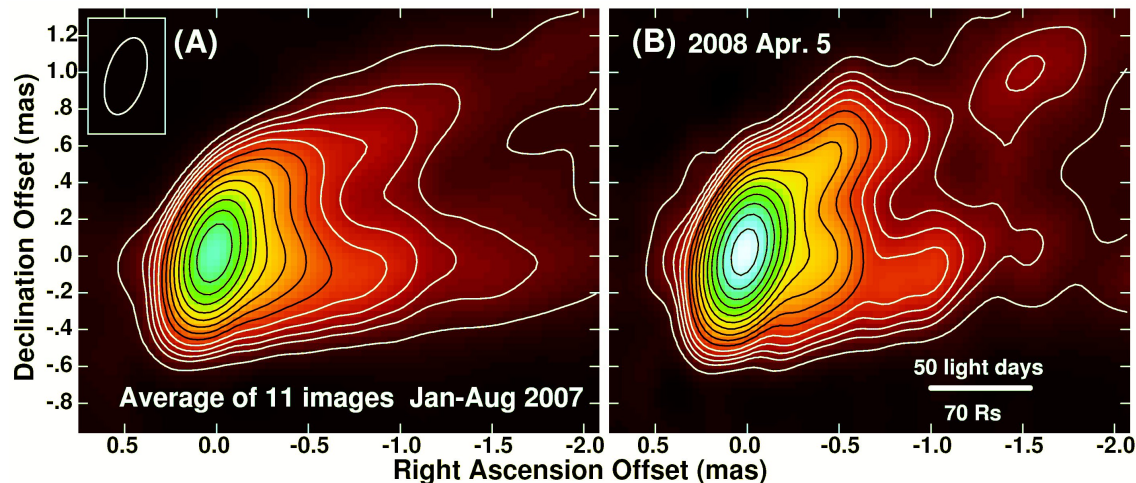 (A)
(B) 2008 Apr. 5
1.2
1.0
.8
.6
.4
.2
.0
-.2
-.4
-.6
-.8
Declination Offset (mas)
Average of 11 images Jan-Aug 2007
50 light days
70 Rs
0.5 0.0 -0.5 -1.0 -1.5 -2.0
0.5 0.0 -0.5 -1.0 -1.5 -2.0
Right Ascension Offset (mas)